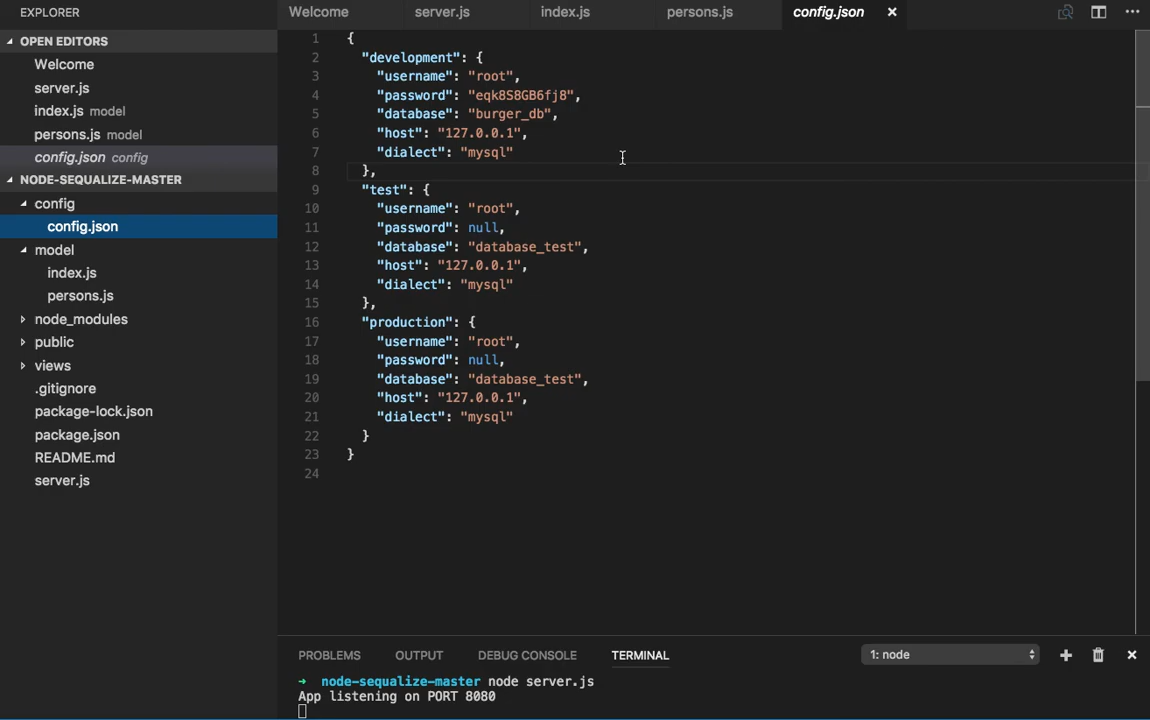 EXPLORER
OPEN EDITORS
Welcome
server.js
index.js model
persons.js model
config.json config
NODE-SEQUALIZE-MASTER
config
config.json
model
index.js
persons.js
node_modules
public
views
.gitignore
package-lock.json
package.json
README.md
server.js
Welcome server.js index.js persons.js config.json
1 {
2 "development": {
3 "username": "root",
4 "password": "eqk8S8GB6fj8",
5 "database": "burger_db",
6 "host": "127.0.0.1",
7 "dialect": "mysql"
8 },
9 "test": {
10 "username": "root",
11 "password": null,
12 "database": "database_test",
13 "host": "127.0.0.1",
14 "dialect": "mysql"
15 },
16 "production": {
17 "username": "root",
18 "password": null,
19 "database": "database_test",
20 "host": "127.0.0.1",
21 "dialect": "mysql"
22 }
23 }
24
PROBLEMS OUTPUT DEBUG CONSOLE TERMINAL 1: node
→ node-sequalize-master node server.js
App listening on PORT 8080